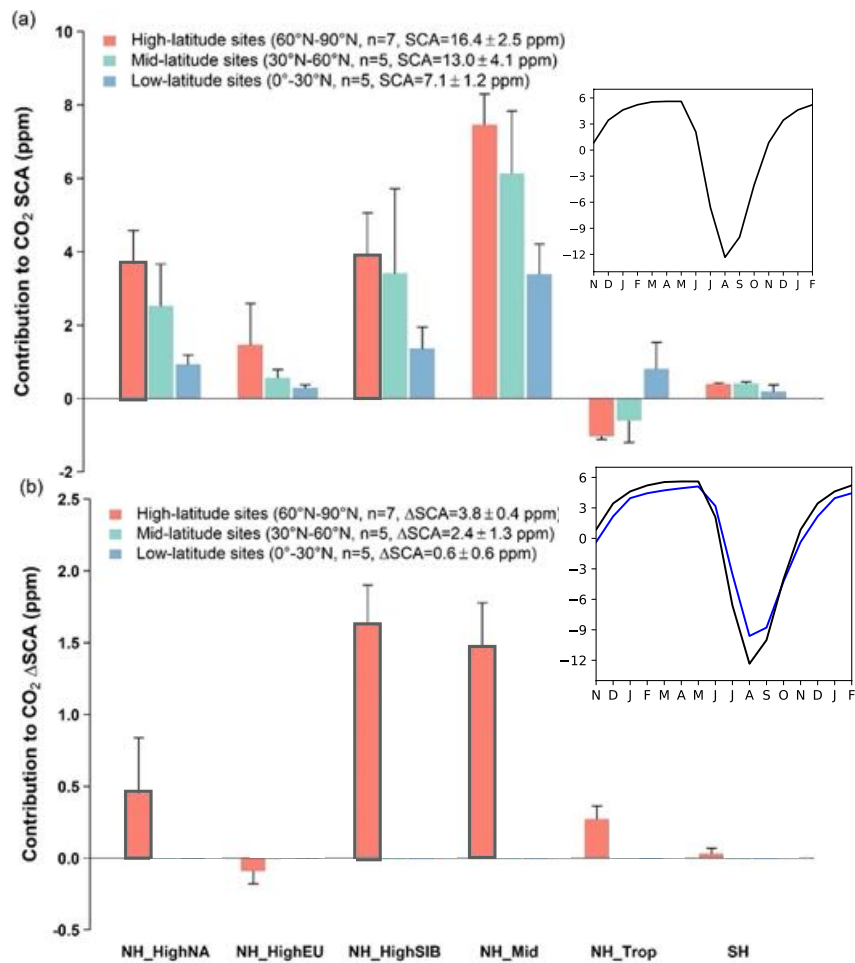 (a)
Contribution to CO₂ SCA (ppm)
10
8
6
4
2
0
-2
High-latitude sites (60°N-90°N, n=7, SCA=16.4±2.5 ppm)
Mid-latitude sites (30°N-60°N, n=5, SCA=13.0±4.1 ppm)
Low-latitude sites (0°-30°N, n=5, SCA=7.1±1.2 ppm)
6
3
0
−3
−6
−9
−12
N D J F M A M J J A S O N D J F
(b)
Contribution to CO₂ ΔSCA (ppm)
2.5
2.0
1.5
1.0
0.5
0.0
-0.5
High-latitude sites (60°N-90°N, n=7, ΔSCA=3.8±0.4 ppm)
Mid-latitude sites (30°N-60°N, n=5, ΔSCA=2.4±1.3 ppm)
Low-latitude sites (0°-30°N, n=5, ΔSCA=0.6±0.6 ppm)
6
3
0
−3
−6
−9
−12
N D J F M A M J J A S O N D J F
NH_HighNA NH_HighEU NH_HighSIB NH_Mid NH_Trop SH